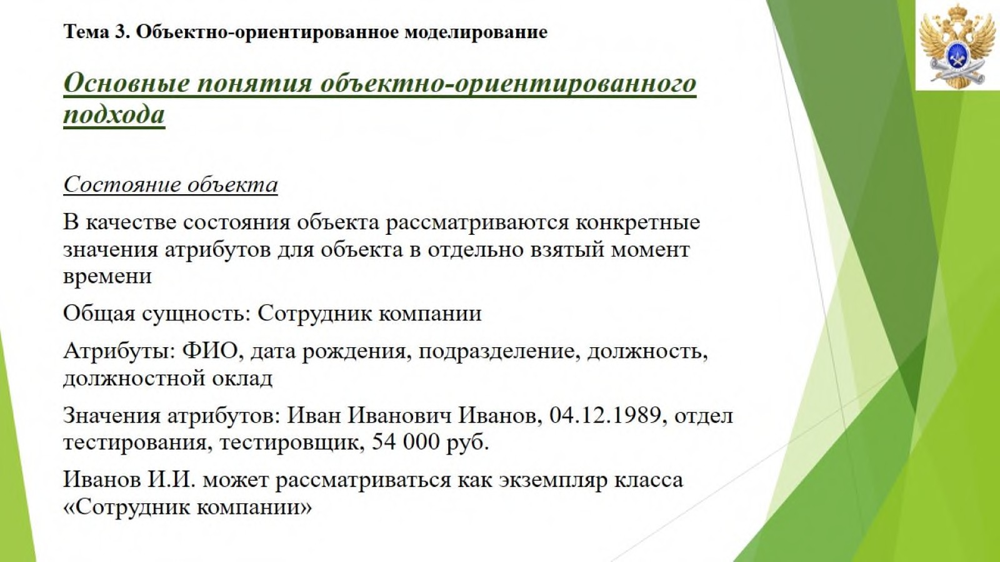 Тема 3. Объектно-ориентированное моделирование
Основные понятия объектно-ориентированного
подхода
Состояние объекта
В качестве состояния объекта рассматриваются конкретные
значения атрибутов для объекта в отдельно взятый момент
времени
Общая сущность: Сотрудник компании
Атрибуты: ФИО, дата рождения, подразделение, должность,
должностной оклад
Значения атрибутов: Иван Иванович Иванов, 04.12.1989, отдел
тестирования, тестировщик, 54 000 руб.
Иванов И.И. может рассматриваться как экземпляр класса
«Сотрудник компании»